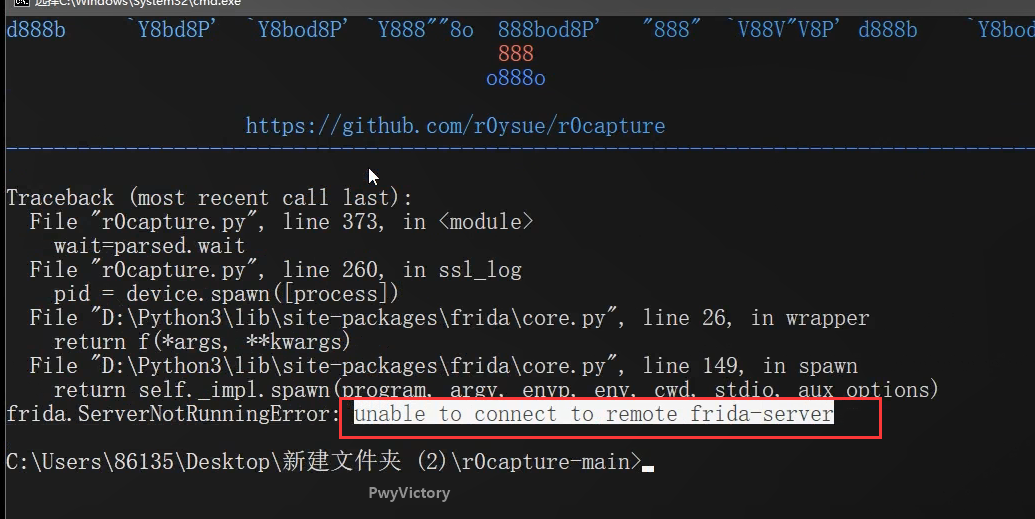 选择C:\Windows\System32\cmd.exe
d888b `Y8bd8P' `Y8bod8P' `Y888""8o 888bod8P' "888" `V88V"V8P' d888b `Y8bod
888
o888o
https://github.com/r0ysue/r0capture
Traceback (most recent call last):
File "r0capture.py", line 373, in <module>
wait=parsed.wait
File "r0capture.py", line 260, in ssl_log
pid = device.spawn([process])
File "D:\Python3\lib\site-packages\frida\core.py", line 26, in wrapper
return f(*args, **kwargs)
File "D:\Python3\lib\site-packages\frida\core.py", line 149, in spawn
return self._impl.spawn(program, argv, envp, env, cwd, stdio, aux_options)
frida.ServerNotRunningError: unable to connect to remote frida-server
C:\Users\86135\Desktop\新建文件夹 (2)\r0capture-main>
PwyVictory